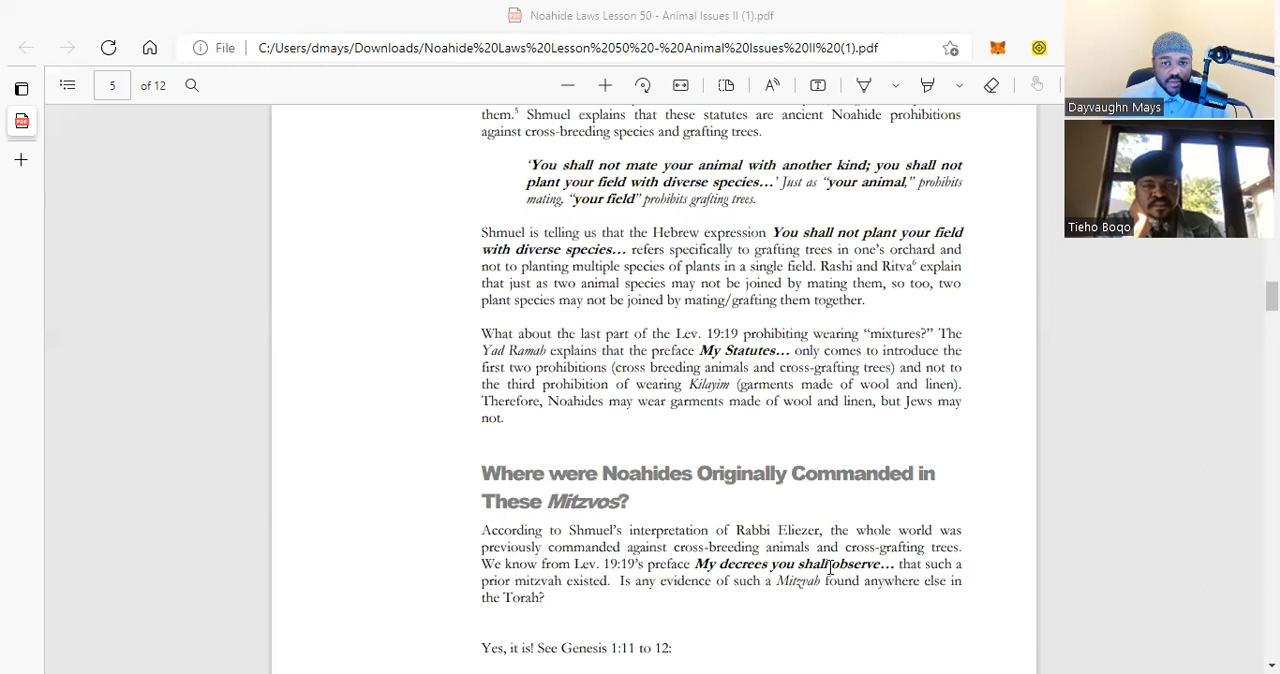 Noahide Laws Lesson 50 - Animal Issues II (1).pdf
File
C:/Users/dmays/Downloads/Noahide%20Laws%20Lesson%2050%20-%20Animal%20Issues%20II%20(1).pdf
5 of 12
Dayvaughn Mays
Tieho Boqo
them.5 Shmuel explains that these statutes are ancient Noahide prohibitions
against cross-breeding species and grafting trees.
‘You shall not mate your animal with another kind; you shall not
plant your field with diverse species…’ Just as “your animal,” prohibits
mating, “your field” prohibits grafting trees.
Shmuel is telling us that the Hebrew expression You shall not plant your field
with diverse species… refers specifically to grafting trees in one’s orchard and
not to planting multiple species of plants in a single field. Rashi and Ritva6 explain
that just as two animal species may not be joined by mating them, so too, two
plant species may not be joined by mating/grafting them together.
What about the last part of the Lev. 19:19 prohibiting wearing “mixtures?” The
Yad Ramah explains that the preface My Statutes… only comes to introduce the
first two prohibitions (cross breeding animals and cross-grafting trees) and not to
the third prohibition of wearing Kilayim (garments made of wool and linen).
Therefore, Noahides may wear garments made of wool and linen, but Jews may
not.
Where were Noahides Originally Commanded in
These Mitzvos?
According to Shmuel’s interpretation of Rabbi Eliezer, the whole world was
previously commanded against cross-breeding animals and cross-grafting trees.
We know from Lev. 19:19’s preface My decrees you shall observe… that such a
prior mitzvah existed. Is any evidence of such a Mitzvah found anywhere else in
the Torah?
Yes, it is! See Genesis 1:11 to 12: